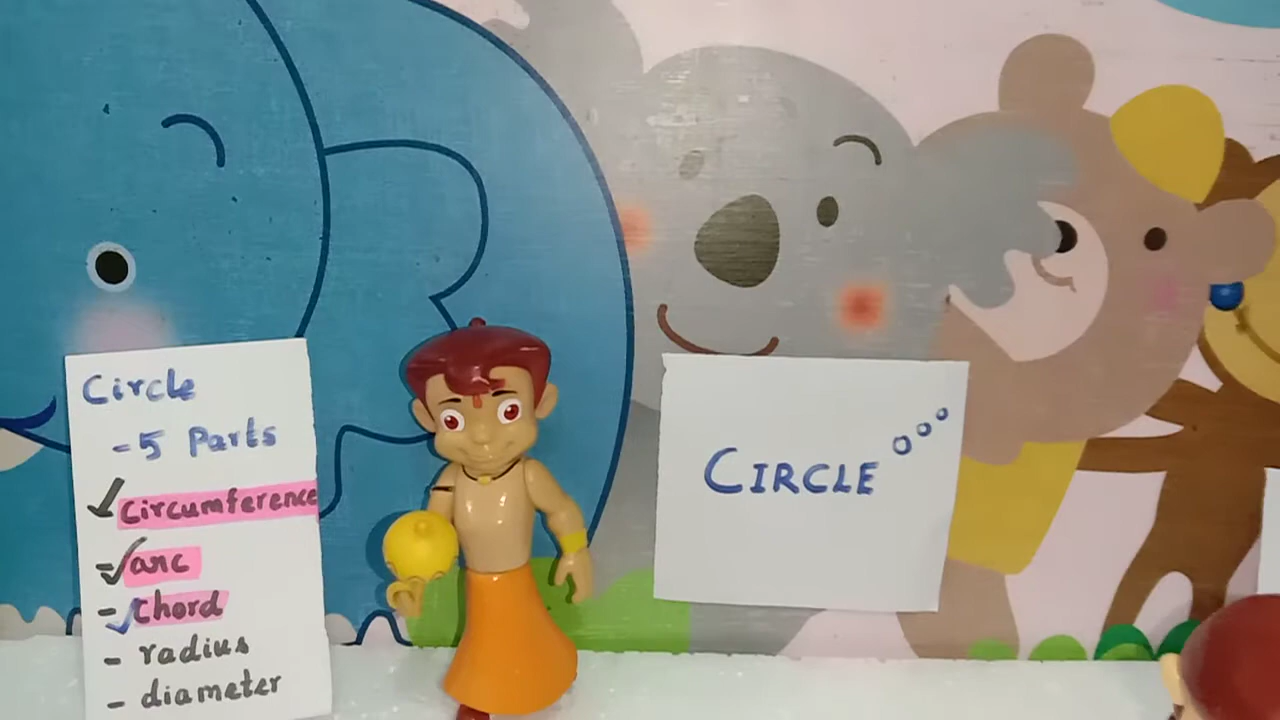 Circle
- 5 Parts
✓ Circumference
- ✓ arc
- ✓ Chord
- radius
- diameter
CIRCLE